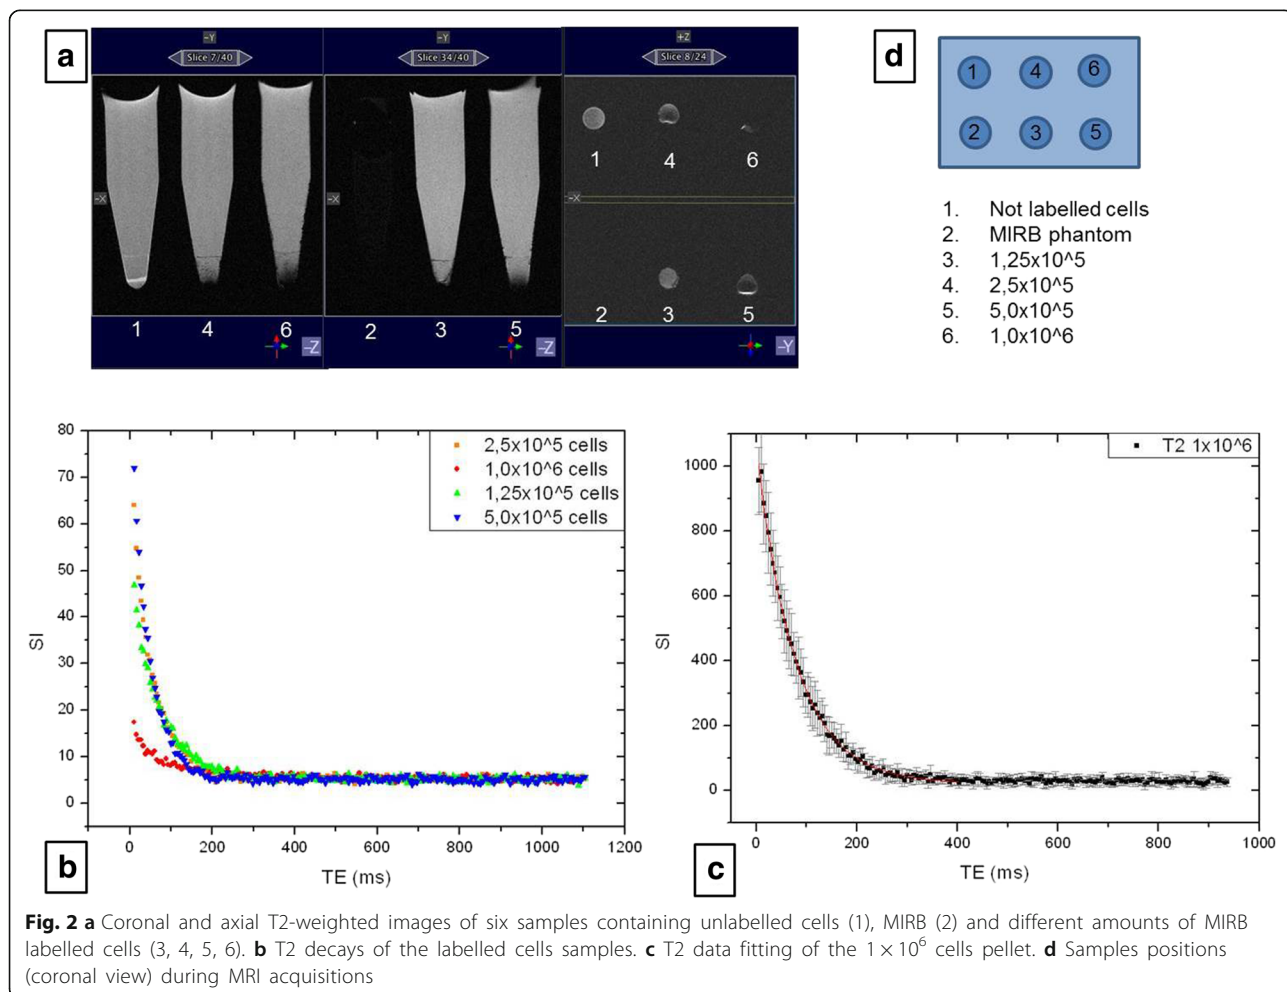 a
−Y
Slice 7/40
−X
1
4
6
−Z
−Y
Slice 34/40
−X
2
3
5
−Z
+Z
Slice 8/24
1
4
6
−X
2
3
5
−Y
d
1
4
6
2
3
5
1. Not labelled cells
2. MIRB phantom
3. 1,25x10^5
4. 2,5x10^5
5. 5,0x10^5
6. 1,0x10^6
80
70
60
50
40
30
20
10
0
SI
2,5x10^5 cells
1,0x10^6 cells
1,25x10^5 cells
5,0x10^5 cells
0 200 400 600 800 1000 1200
TE (ms)
b
1000
800
600
400
200
0
SI
T2 1x10^6
0 200 400 600 800 1000
TE (ms)
c
Fig. 2 a Coronal and axial T2-weighted images of six samples containing unlabelled cells (1), MIRB (2) and different amounts of MIRB
labelled cells (3, 4, 5, 6). b T2 decays of the labelled cells samples. c T2 data fitting of the 1 × 10⁶ cells pellet. d Samples positions
(coronal view) during MRI acquisitions